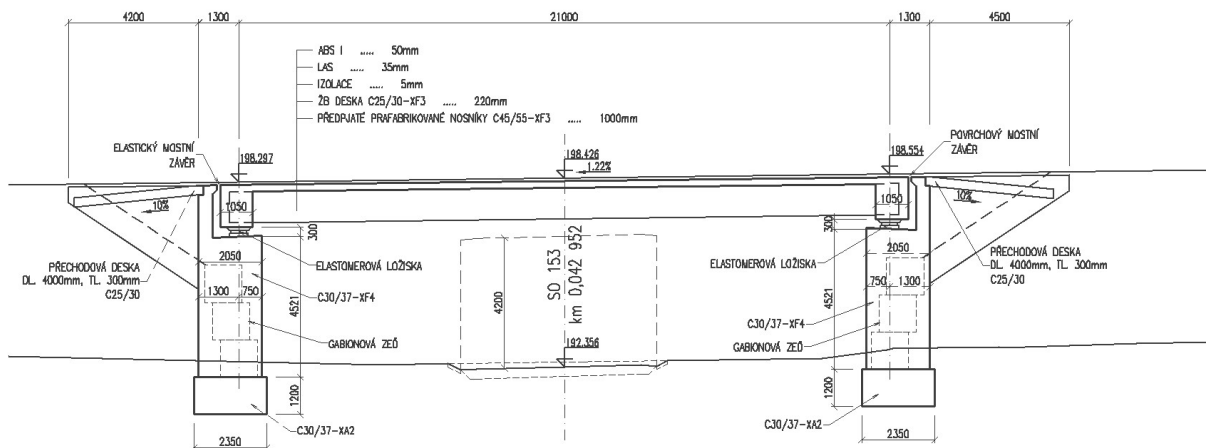 4200
1300
21000
1300
4500
ABS I ..... 50mm
LAS ..... 35mm
IZOLACE ..... 5mm
ŽB DESKA C25/30-XF3 ..... 220mm
PŘEDPJATÉ PRAFABRIKOVANÉ NOSNÍKY C45/55-XF3 ..... 1000mm
ELASTICKÝ MOSTNÍ
ZÁVĚR
198.297
198.426
1.22%
198.554
POVRCHOVÝ MOSTNÍ
ZÁVĚR
10%
1050
300
1050
300
10%
2050
ELASTOMEROVÁ LOŽISKA
ELASTOMEROVÁ LOŽISKA
2050
PŘECHODOVÁ DESKA
DL. 4000mm, TL. 300mm
C25/30
PŘECHODOVÁ DESKA
DL. 4000mm, TL. 300mm
C25/30
1300
750
C30/37-XF4
4521
4200
SO 153
km 0,042 952
750
1300
4521
C30/37-XF4
GABIONOVÁ ZEĎ
GABIONOVÁ ZEĎ
192.356
1200
1200
C30/37-XA2
C30/37-XA2
2350
2350